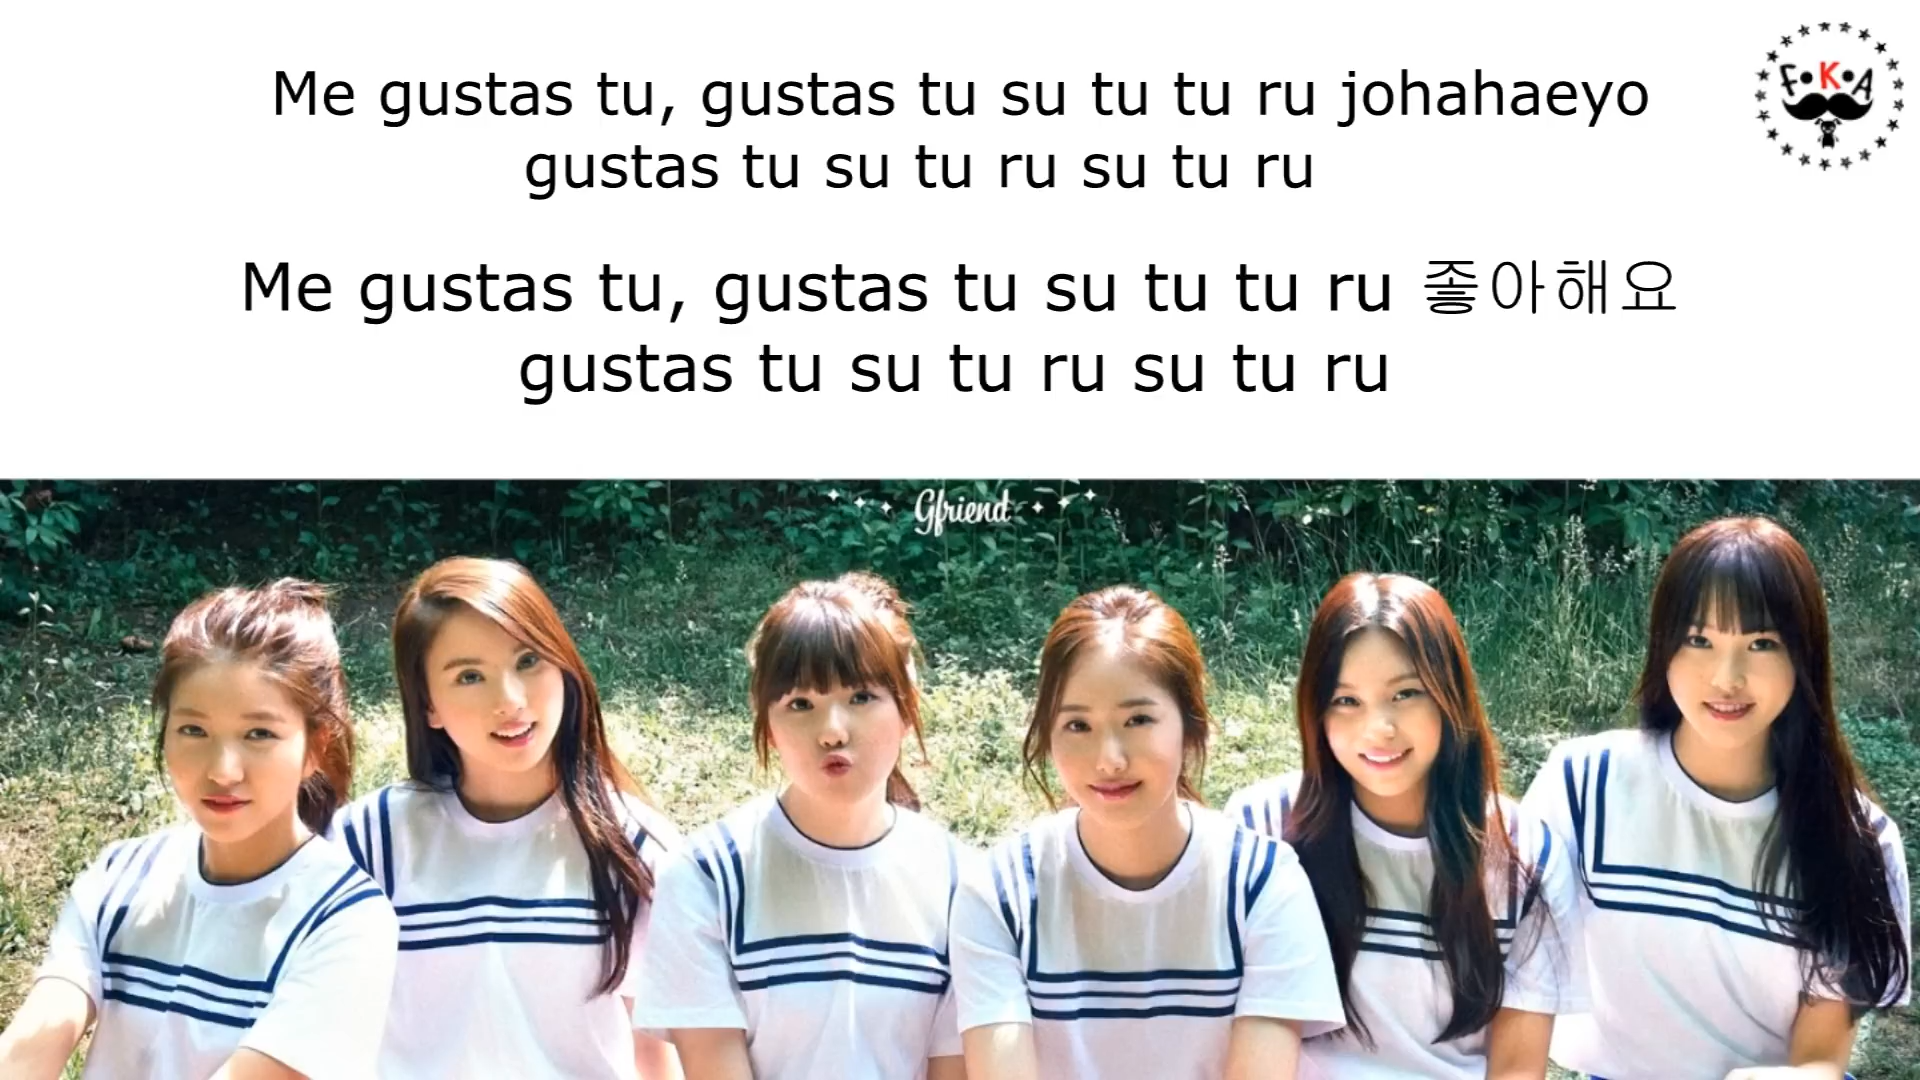 Me gustas tu, gustas tu su tu tu ru johahaeyo
gustas tu su tu ru su tu ru
F.K.A
Me gustas tu, gustas tu su tu tu ru 좋아해요
gustas tu su tu ru su tu ru
Gfriend